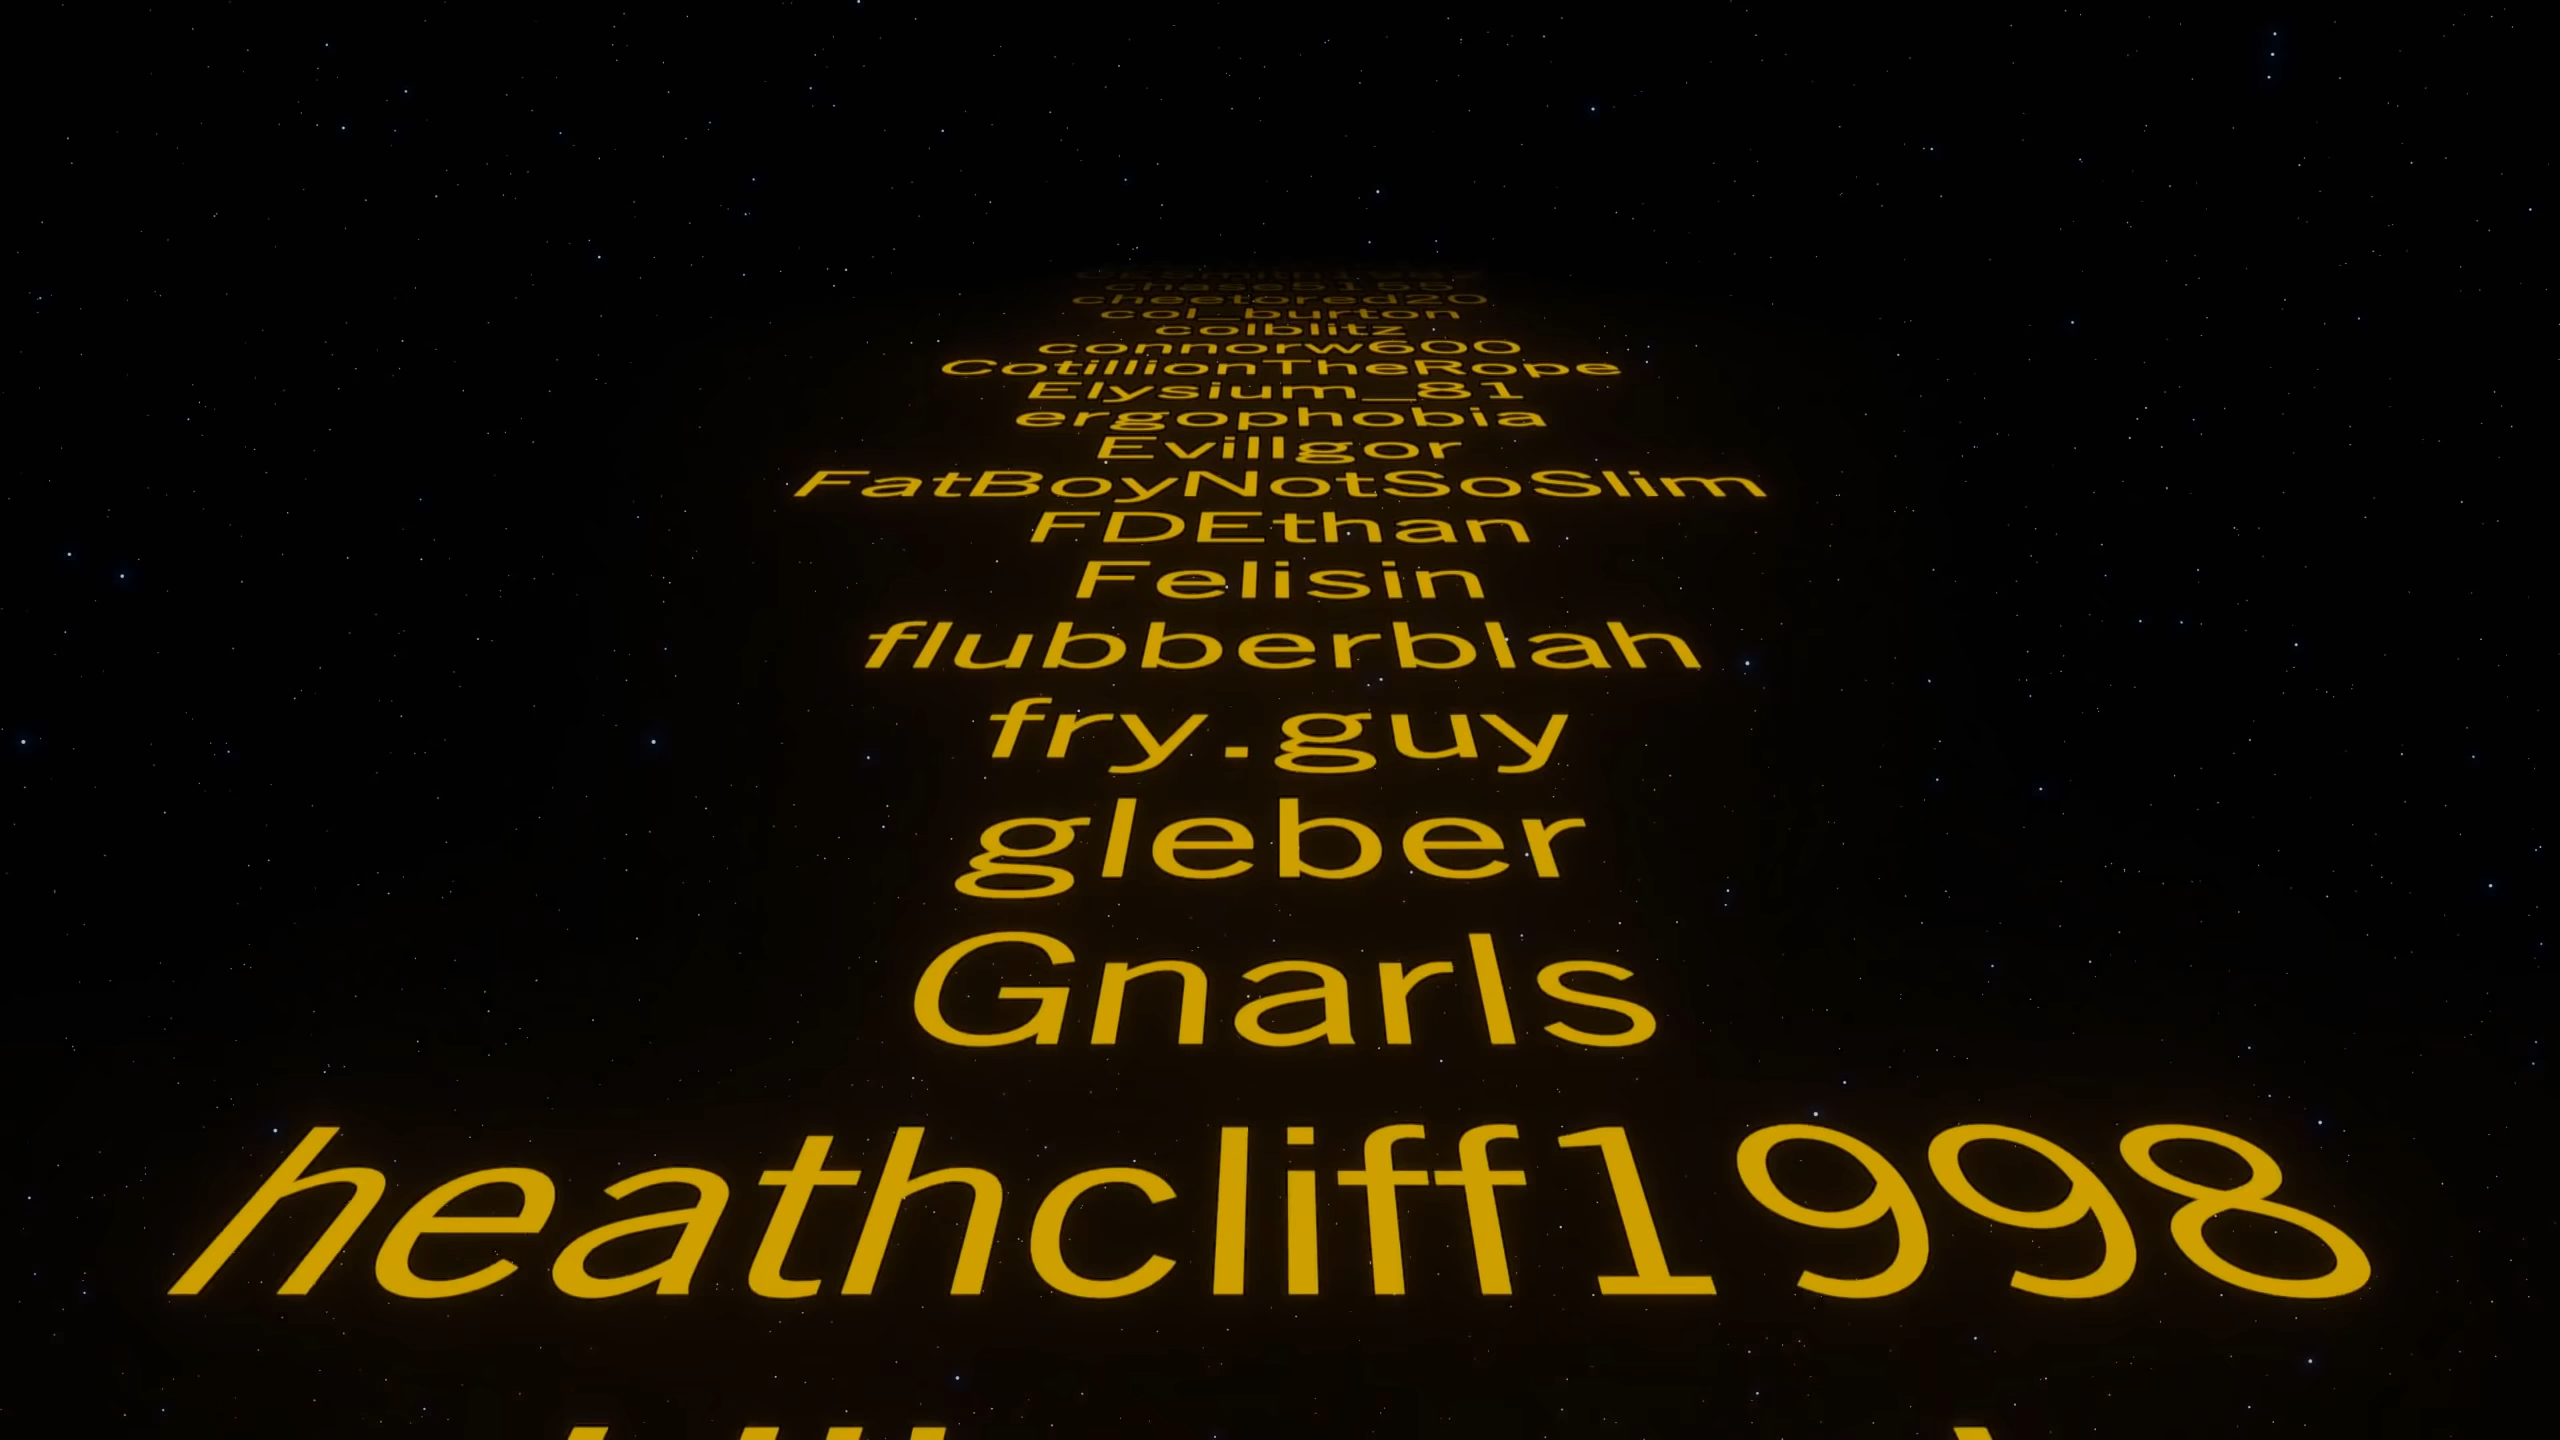 chase5155
cheetored20
col_burton
colblitz
connorw600
CotillionTheRope
Elysium_81
ergophobia
Evillgor
FatBoyNotSoSlim
FDEthan
Felisin
flubberblah
fry.guy
gleber
Gnarls
heathcliff1998